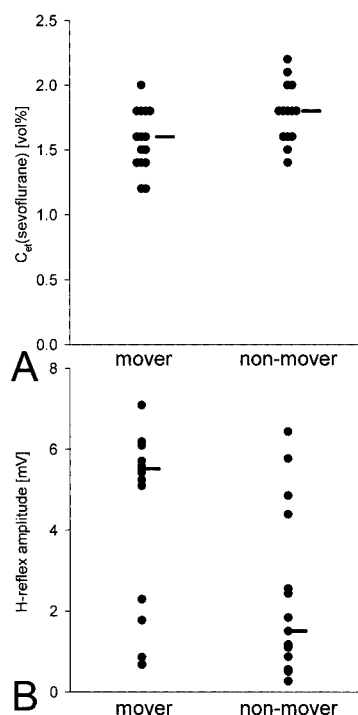 2.5
2.0
1.5
1.0
0.5
0.0
C_et(sevoflurane) [vol%]
mover non-mover
A
6
4
2
0
H-reflex amplitude [mV]
mover non-mover
B